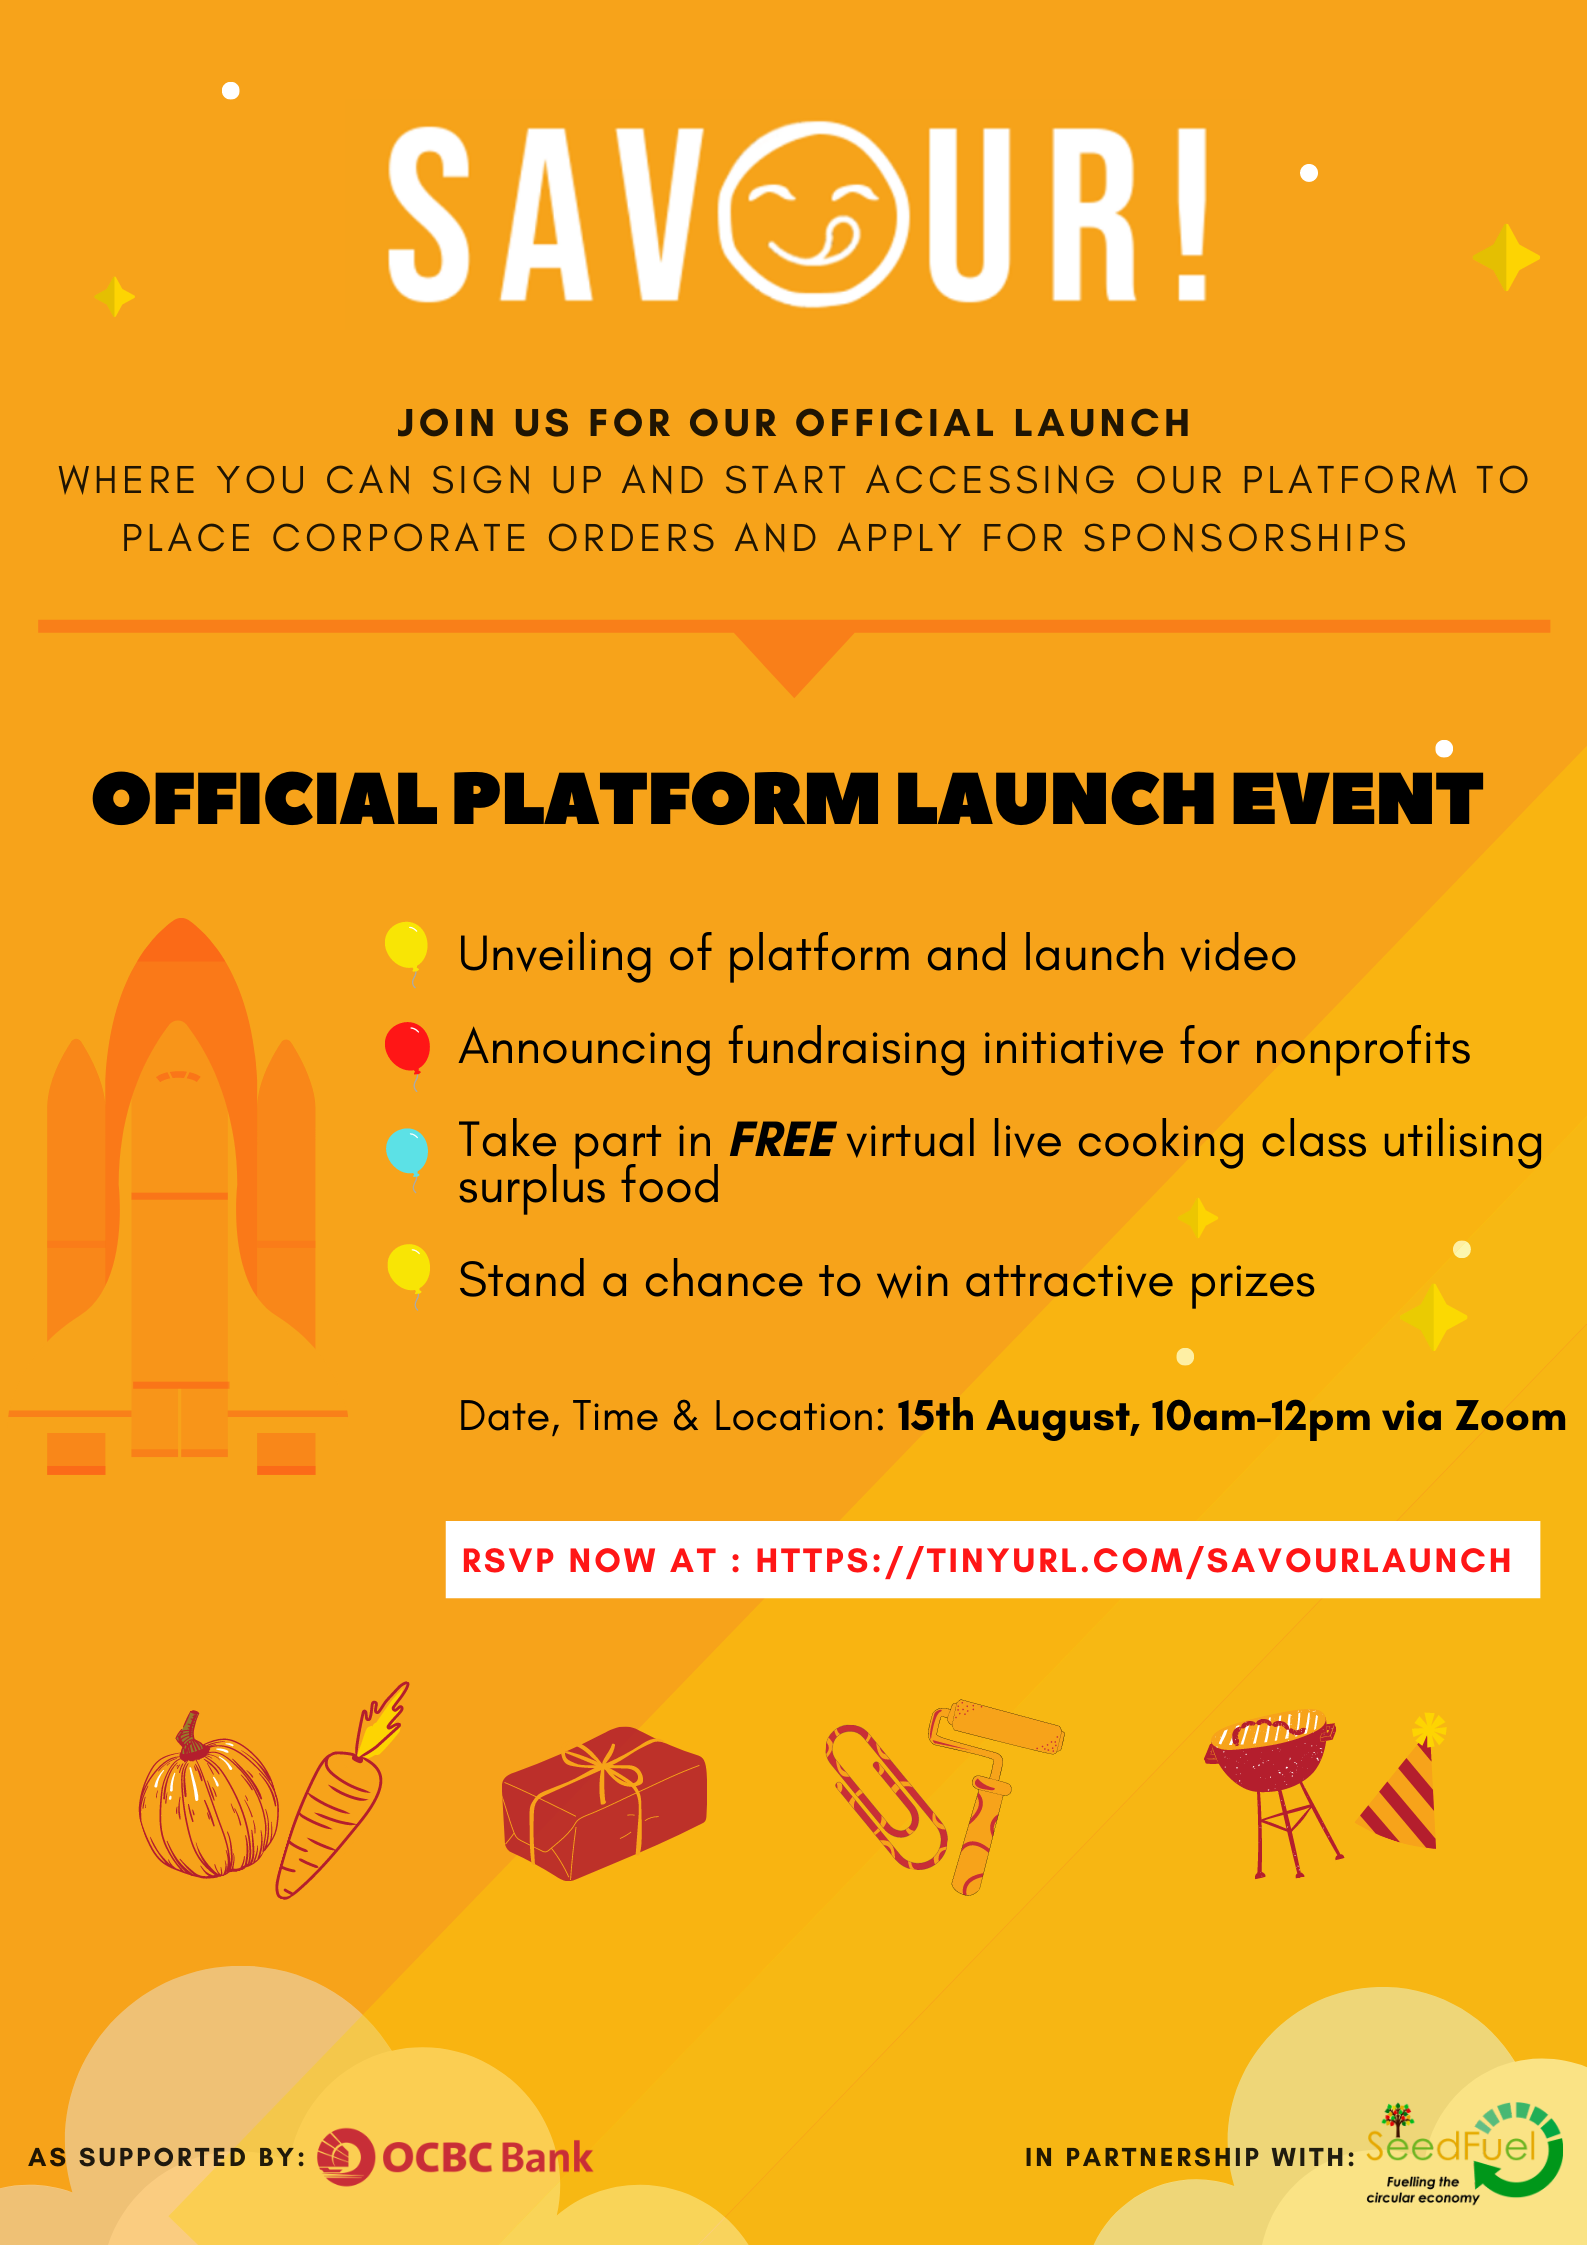 SAVOUR!
JOIN US FOR OUR OFFICIAL LAUNCH
WHERE YOU CAN SIGN UP AND START ACCESSING OUR PLATFORM TO
PLACE CORPORATE ORDERS AND APPLY FOR SPONSORSHIPS
OFFICIAL PLATFORM LAUNCH EVENT
Unveiling of platform and launch video
Announcing fundraising initiative for nonprofits
Take part in FREE virtual live cooking class utilising
surplus food
Stand a chance to win attractive prizes
Date, Time & Location: 15th August, 10am-12pm via Zoom
RSVP NOW AT : HTTPS://TINYURL.COM/SAVOURLAUNCH
AS SUPPORTED BY: OCBC Bank
IN PARTNERSHIP WITH: SeedFuel
Fuelling the
circular economy